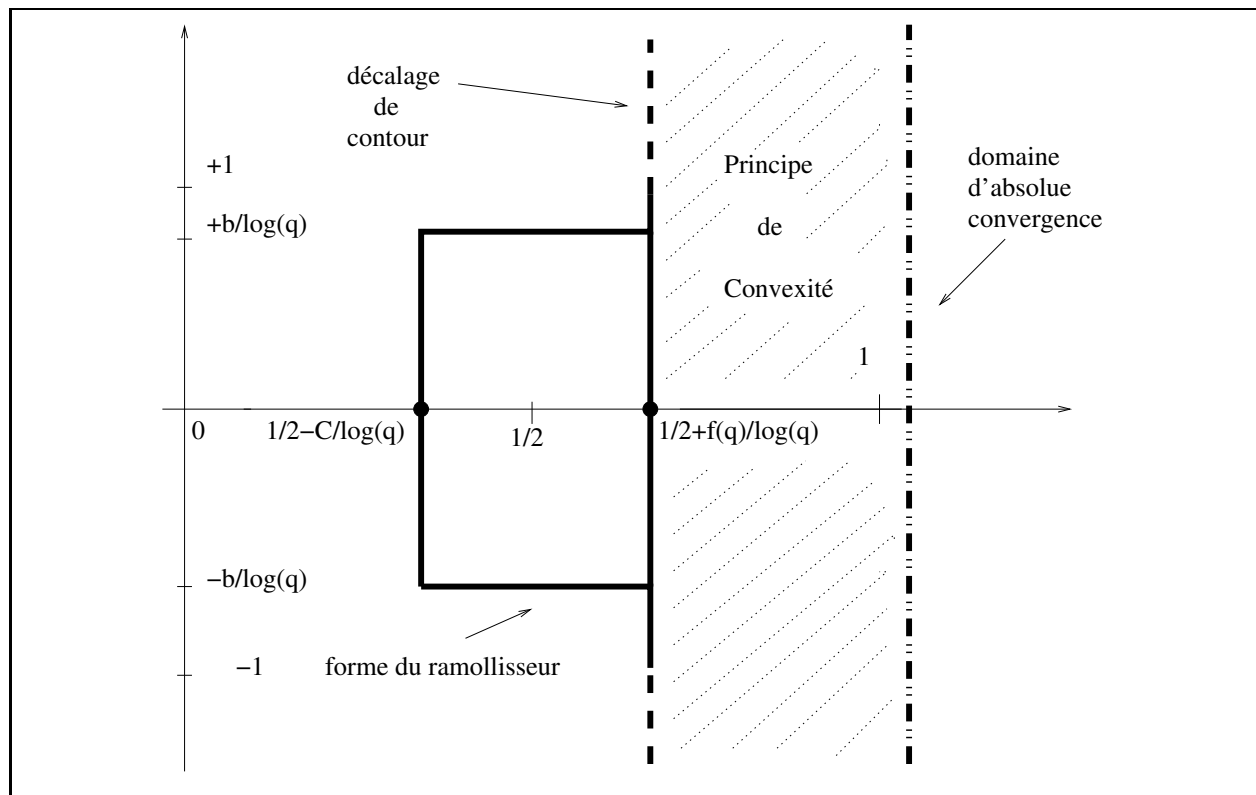 décalage
de
contour
+1
+b/log(q)
Principe
de
Convexité
domaine
d'absolue
convergence
1
0
1/2−C/log(q)
1/2
1/2+f(q)/log(q)
−b/log(q)
−1
forme du ramollisseur